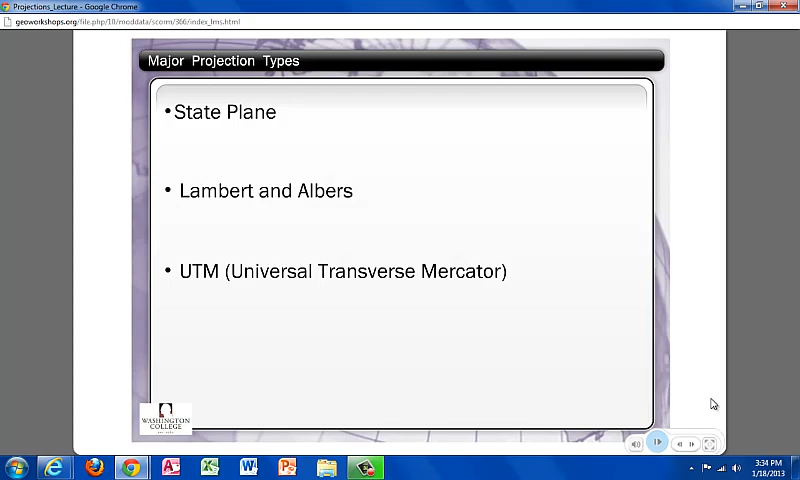 Projections_Lecture - Google Chrome
geoworkshops.org/file.php/10/moddata/scorm/366/index_lms.html
Major Projection Types
•State Plane
• Lambert and Albers
• UTM (Universal Transverse Mercator)
WASHINGTON
COLLEGE
3:34 PM
1/18/2013